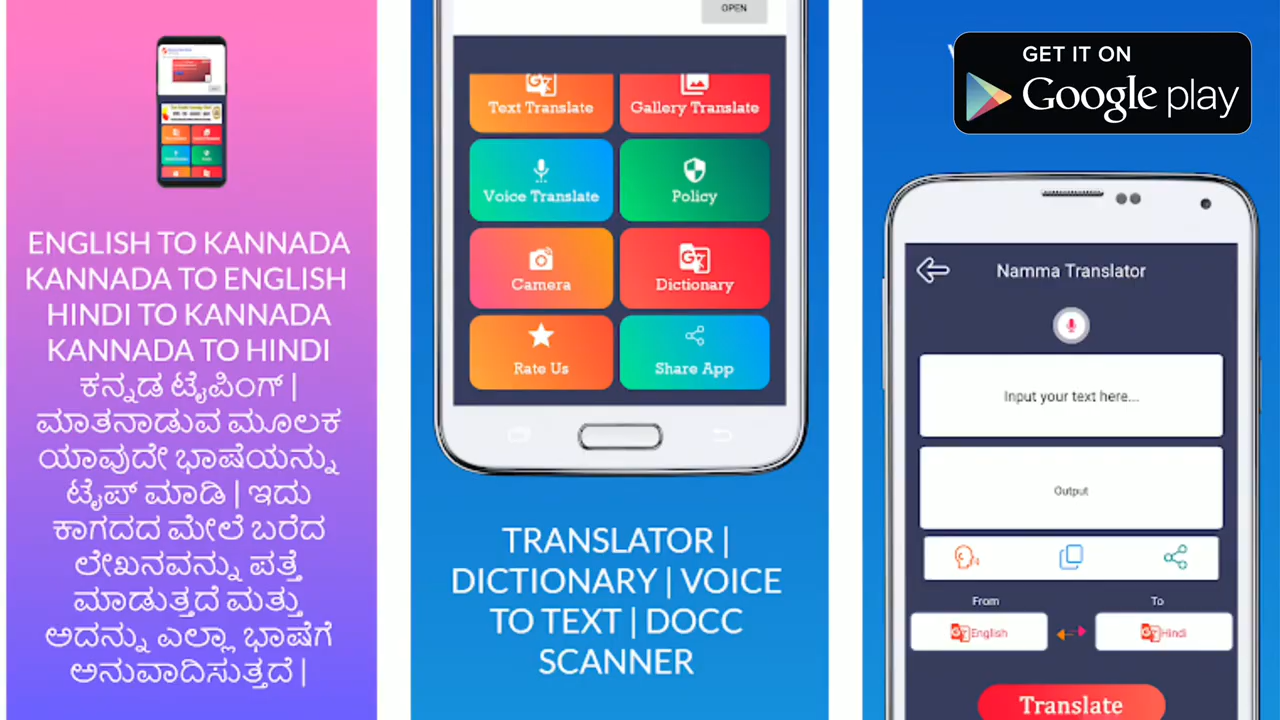 ENGLISH TO KANNADA
KANNADA TO ENGLISH
HINDI TO KANNADA
KANNADA TO HINDI
ಕನ್ನಡ ಟೈಪಿಂಗ್ |
ಮಾತನಾಡುವ ಮೂಲಕ
ಯಾವುದೇ ಭಾಷೆಯನ್ನು
ಟೈಪ್ ಮಾಡಿ | ಇದು
ಕಾಗದದ ಮೇಲೆ ಬರೆದ
ಲೇಖನವನ್ನು ಪತ್ತೆ
ಮಾಡುತ್ತದೆ ಮತ್ತು
ಅದನ್ನು ಎಲ್ಲಾ ಭಾಷೆಗೆ
ಅನುವಾದಿಸುತ್ತದೆ |
OPEN
Text Translate
Gallery Translate
Voice Translate
Policy
Camera
Dictionary
Rate Us
Share App
TRANSLATOR |
DICTIONARY | VOICE
TO TEXT | DOCC
SCANNER
GET IT ON
Google play
Namma Translator
Input your text here...
Output
From
To
English
Hindi
Translate